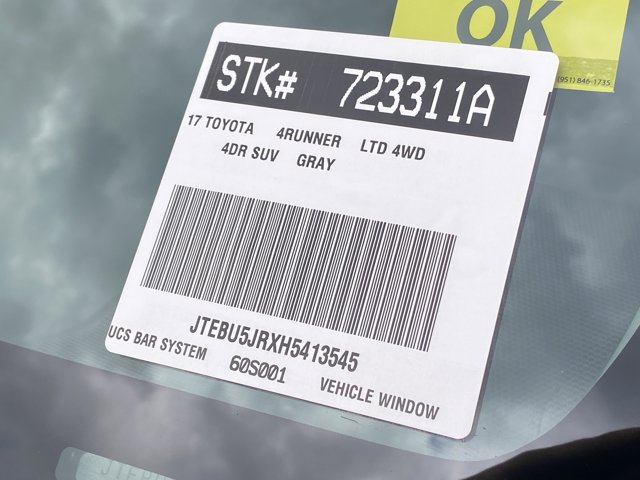 OK
(951) 846-1735
STK# 723311A
17 TOYOTA 4RUNNER LTD 4WD
4DR SUV GRAY
JTEBU5JRXH5413545
UCS BAR SYSTEM 60S001 VEHICLE WINDOW